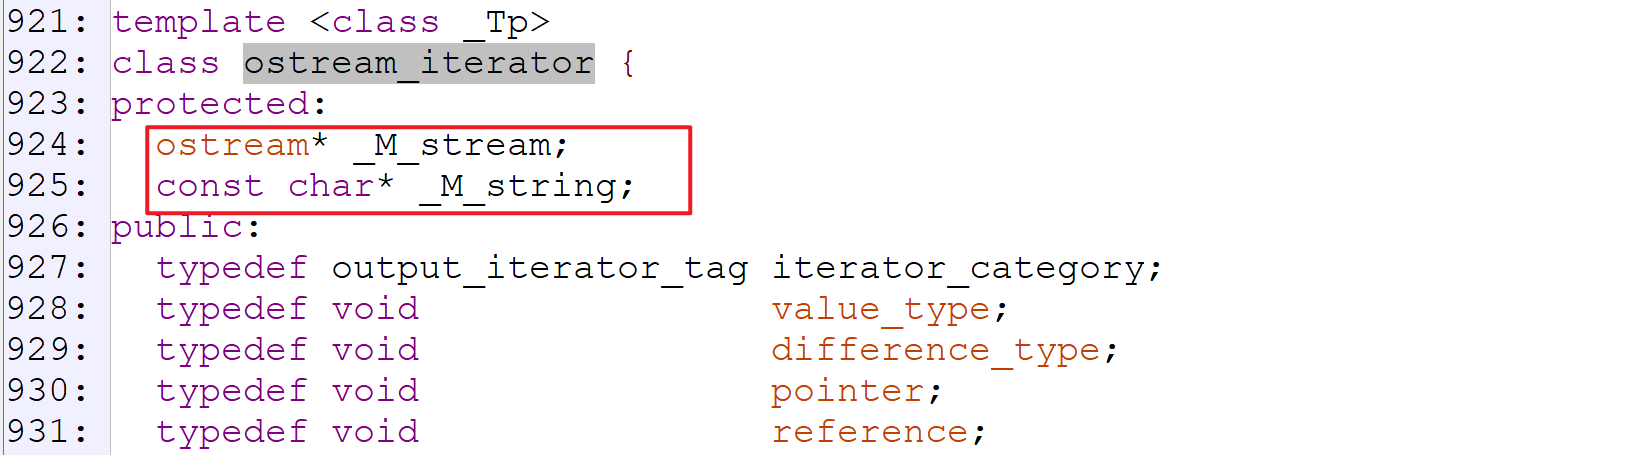 921: template <class _Tp>
922: class ostream_iterator {
923: protected:
924:   ostream* _M_stream;
925:   const char* _M_string;
926: public:
927:   typedef output_iterator_tag iterator_category;
928:   typedef void                value_type;
929:   typedef void                difference_type;
930:   typedef void                pointer;
931:   typedef void                reference;